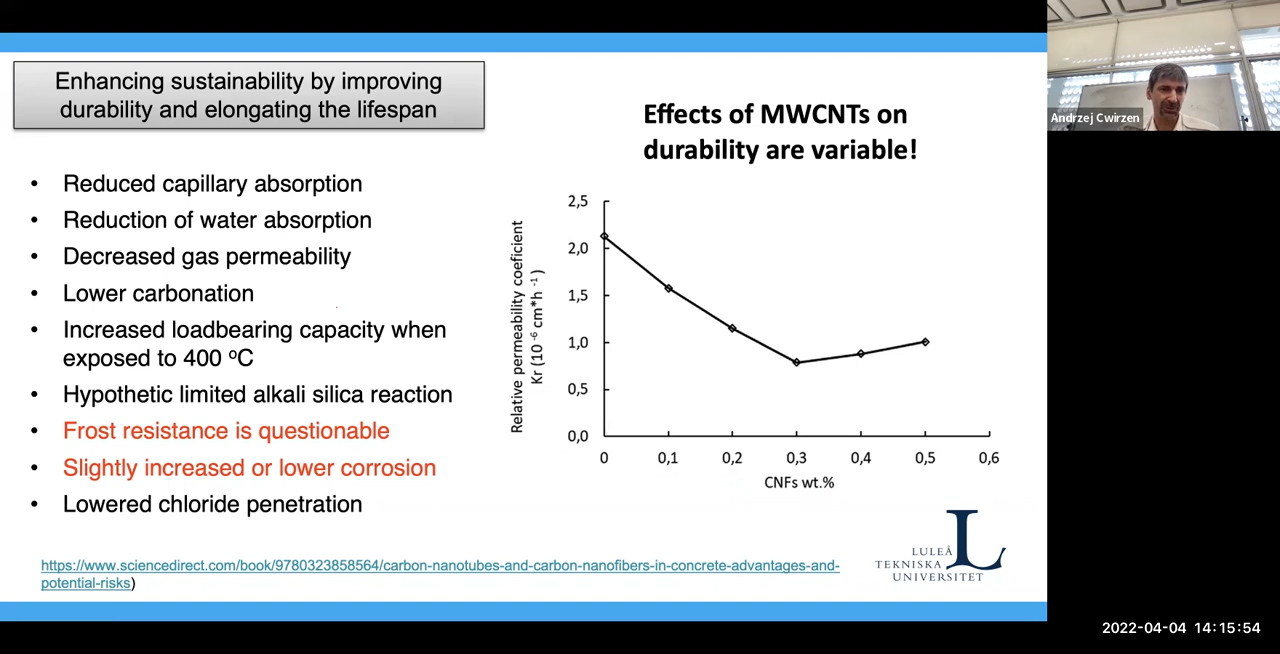 Enhancing sustainability by improving
durability and elongating the lifespan
• Reduced capillary absorption
• Reduction of water absorption
• Decreased gas permeability
• Lower carbonation
• Increased loadbearing capacity when
exposed to 400 ºC
• Hypothetic limited alkali silica reaction
• Frost resistance is questionable
• Slightly increased or lower corrosion
• Lowered chloride penetration
Effects of MWCNTs on
durability are variable!
Relative permeability coeficient
Kr (10⁻⁶ cm*h⁻¹)
2,5
2,0
1,5
1,0
0,5
0,0
0 0,1 0,2 0,3 0,4 0,5 0,6
CNFs wt.%
https://www.sciencedirect.com/book/9780323858564/carbon-nanotubes-and-carbon-nanofibers-in-concrete-advantages-and-
potential-risks)
LULEÅ
TEKNISKA
UNIVERSITET
L
Andrzej Cwirzen
2022-04-04 14:15:54